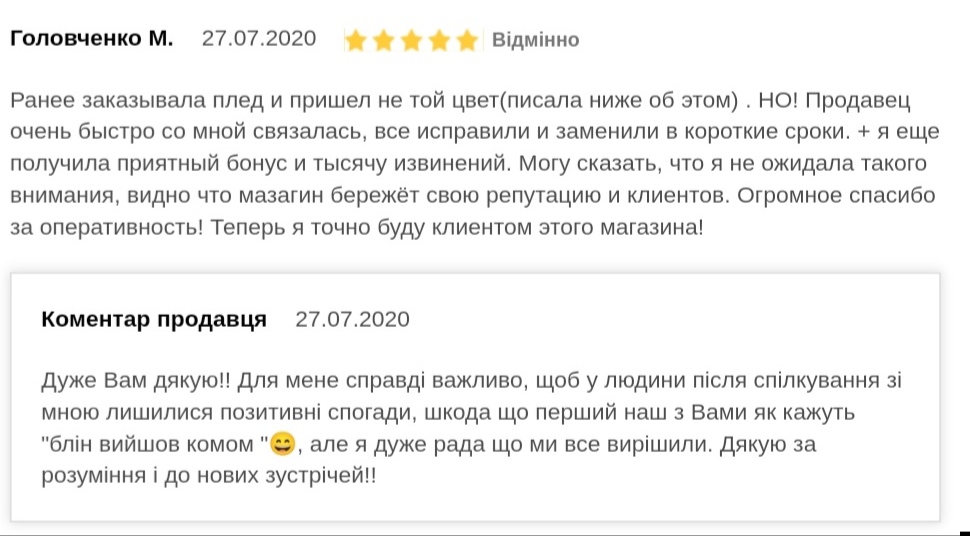 Головченко М. 27.07.2020 Відмінно
Ранее заказывала плед и пришел не той цвет(писала ниже об этом) . НО! Продавец
очень быстро со мной связалась, все исправили и заменили в короткие сроки. + я еще
получила приятный бонус и тысячу извинений. Могу сказать, что я не ожидала такого
внимания, видно что мазагин бережёт свою репутацию и клиентов. Огромное спасибо
за оперативность! Теперь я точно буду клиентом этого магазина!
Коментар продавця 27.07.2020
Дуже Вам дякую!! Для мене справді важливо, щоб у людини після спілкування зі
мною лишилися позитивні спогади, шкода що перший наш з Вами як кажуть
"блін вийшов комом "😄, але я дуже рада що ми все вирішили. Дякую за
розуміння і до нових зустрічей!!